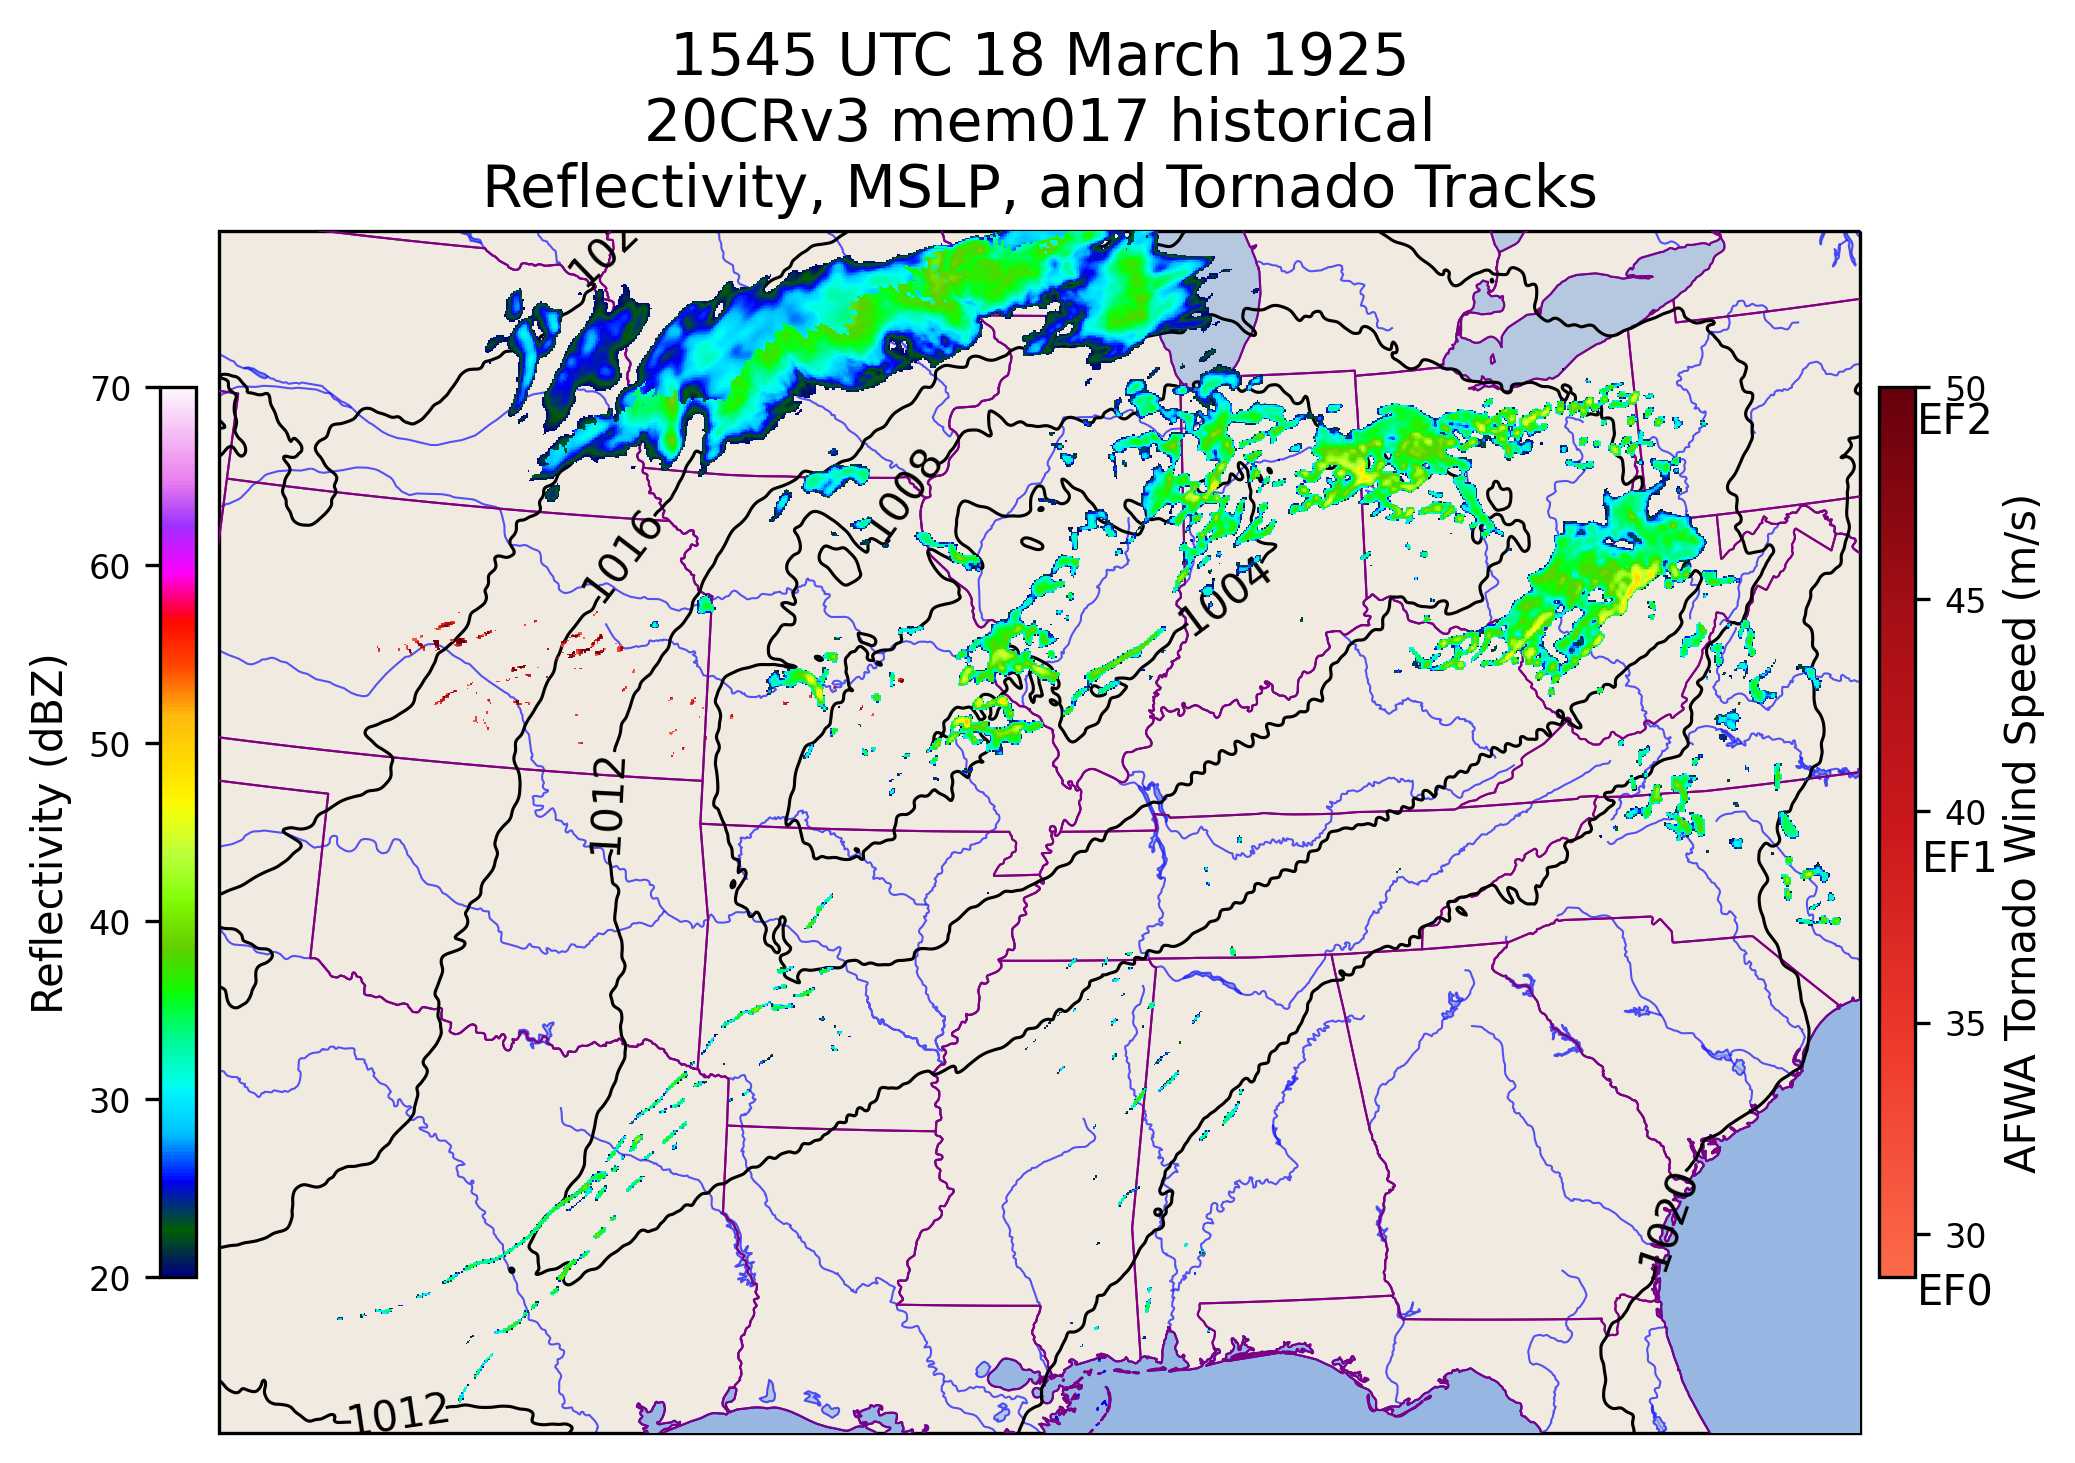 1545 UTC 18 March 1925
20CRv3 mem017 historical
Reflectivity, MSLP, and Tornado Tracks
102
1008
1016
1004
1012
1020
1012
Reflectivity (dBZ)
70
60
50
40
30
20
50
EF2
45
40
EF1
35
30
EF0
AFWA Tornado Wind Speed (m/s)